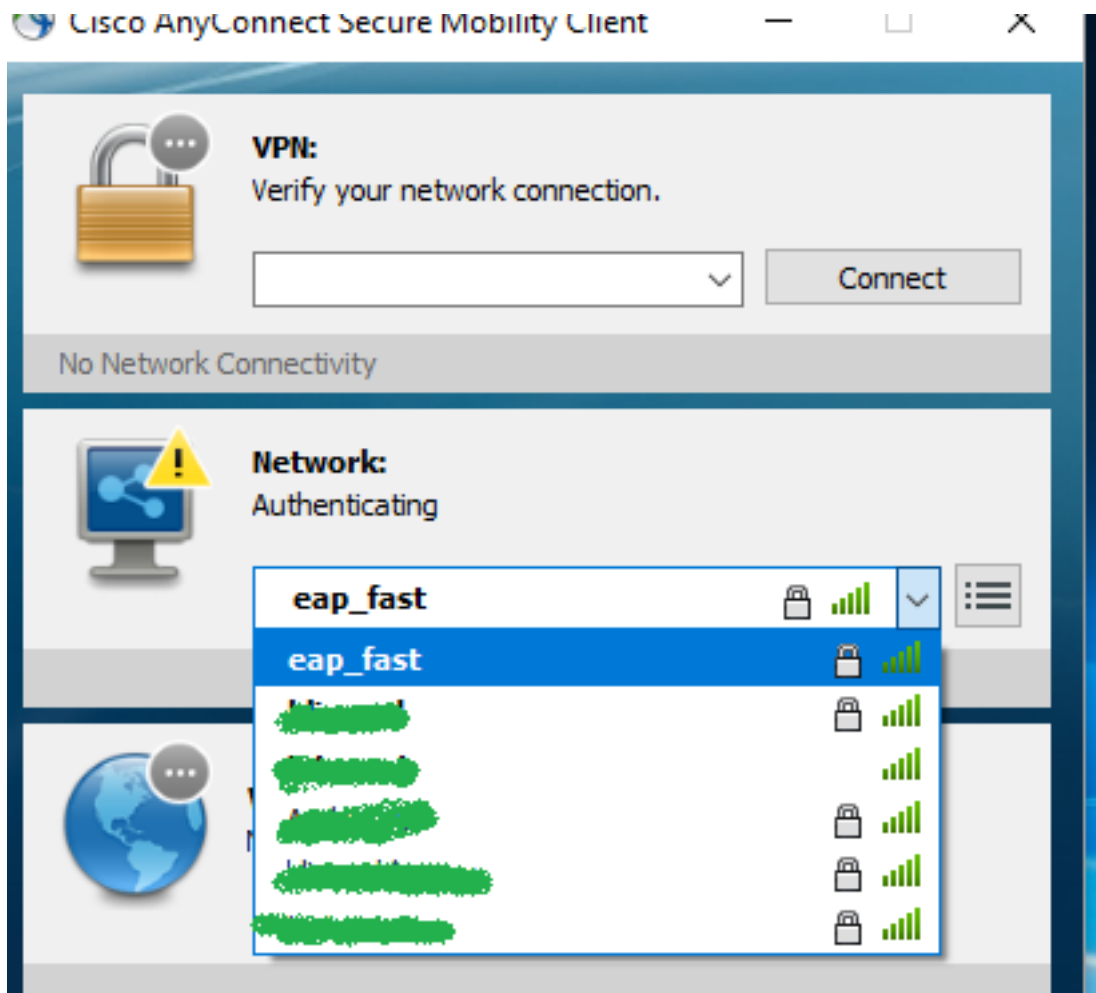 Cisco AnyConnect Secure Mobility Client
VPN:
Verify your network connection.
Connect
No Network Connectivity
Network:
Authenticating
eap_fast
eap_fast